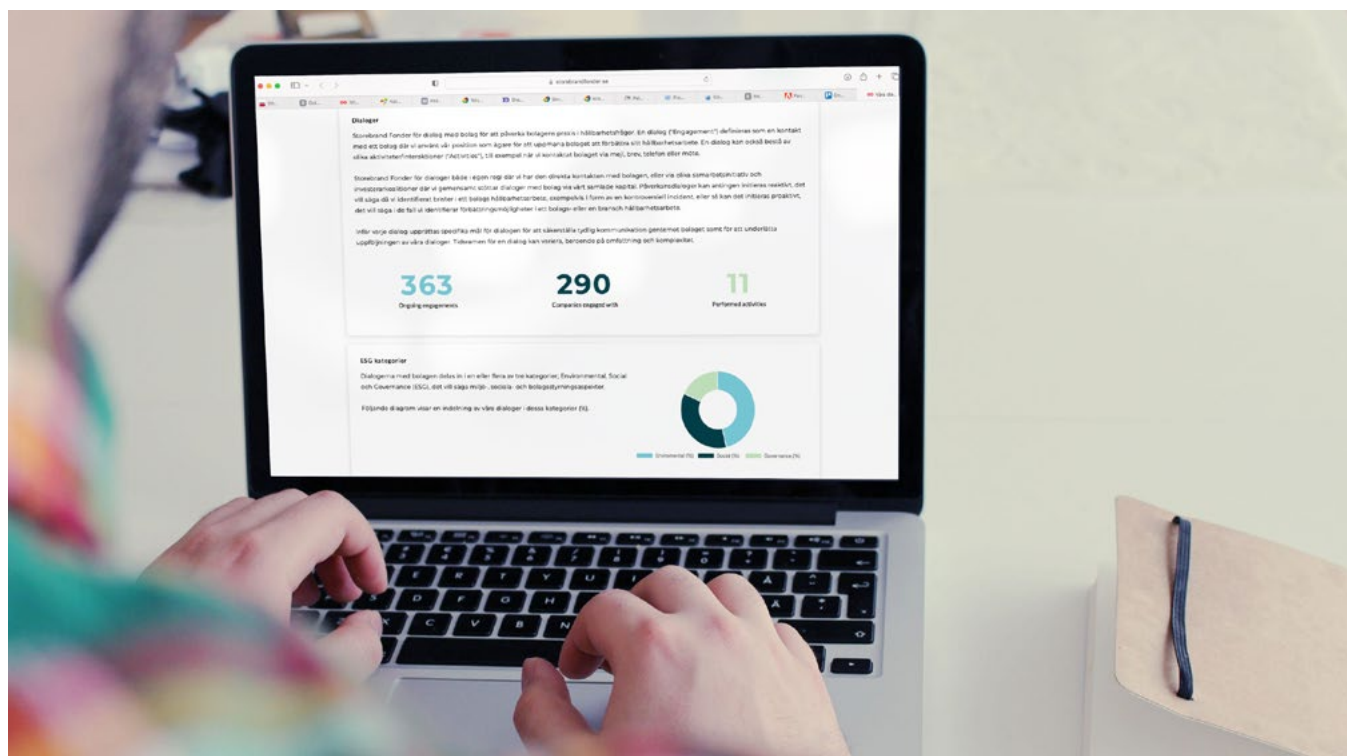 storebrandfonder.se
Dialoger
Storebrand Fonder för dialog med bolag för att påverka bolagens praxis i hållbarhetsfrågor. En dialog ("Engagement") definieras som en kontakt
med ett bolag där vi använt vår position som ägare för att uppmana bolaget att förbättra sitt hållbarhetsarbete. En dialog kan också bestå av
olika aktiviteter/interaktioner ("Activities"), till exempel när vi kontaktat bolaget via mejl, brev, telefon eller möte.
Storebrand Fonder för dialoger både i egen regi där vi har den direkta kontakten med bolagen, eller via olika samarbetsinitiativ och
investerarkoalitioner där vi gemensamt stöttar dialoger med bolag via vårt samlade kapital. Påverkansdialoger kan antingen initieras reaktivt, det
vill säga då vi identifierat brister i ett bolags hållbarhetsarbete, exempelvis i form av en kontroversiell incident, eller så kan det initieras proaktivt,
det vill säga i de fall vi identifierar förbättringsmöjligheter i ett bolags- eller en bransch hållbarhetsarbete.
Inför varje dialog upprättas specifika mål för dialogen för att säkerställa tydlig kommunikation gentemot bolaget samt för att underlätta
uppföljningen av våra dialoger. Tidsramen för en dialog kan variera, beroende på omfattning och komplexitet.
363 290 11
Ongoing engagements Companies engaged with Performed activities
ESG kategorier
Dialogerna med bolagen delas in i en eller flera av tre kategorier, Environmental, Social
och Governance (ESG), det vill säga miljö-, sociala- och bolagsstyrningsaspekter.
Följande diagram visar en indelning av våra dialoger i dessa kategorier (%).
Social (%) Governance (%)
E R T Y U
D F G H
C V B N